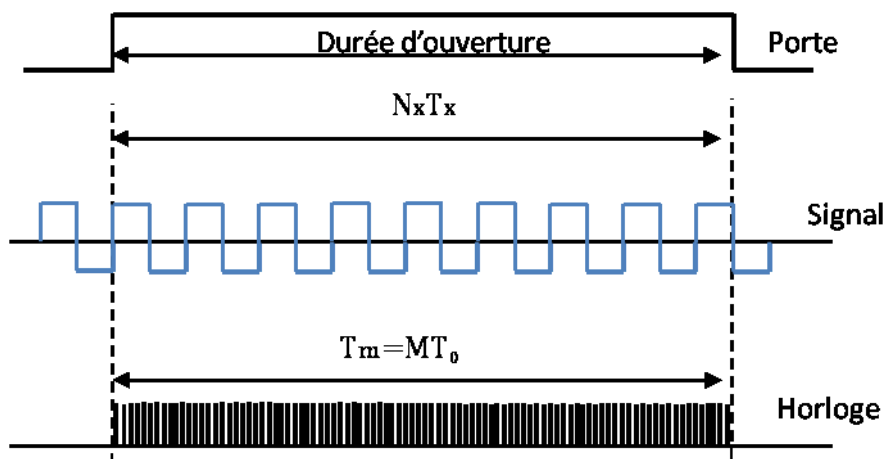 Durée d'ouverture
Porte
NxTx
Signal
Tm=MT₀
Horloge